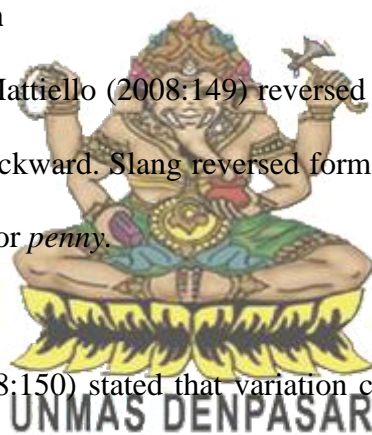 Mattiello (2008:149) reversed
ckward. Slang reversed form
or penny.
8:150) stated that variation c
UNMAS DENPASAR